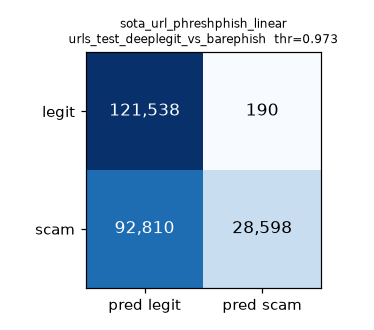 sota_url_phreshphish_linear
urls_test_deeplegit_vs_barephish thr=0.973
legit 121,538 190
scam 92,810 28,598
pred legit pred scam